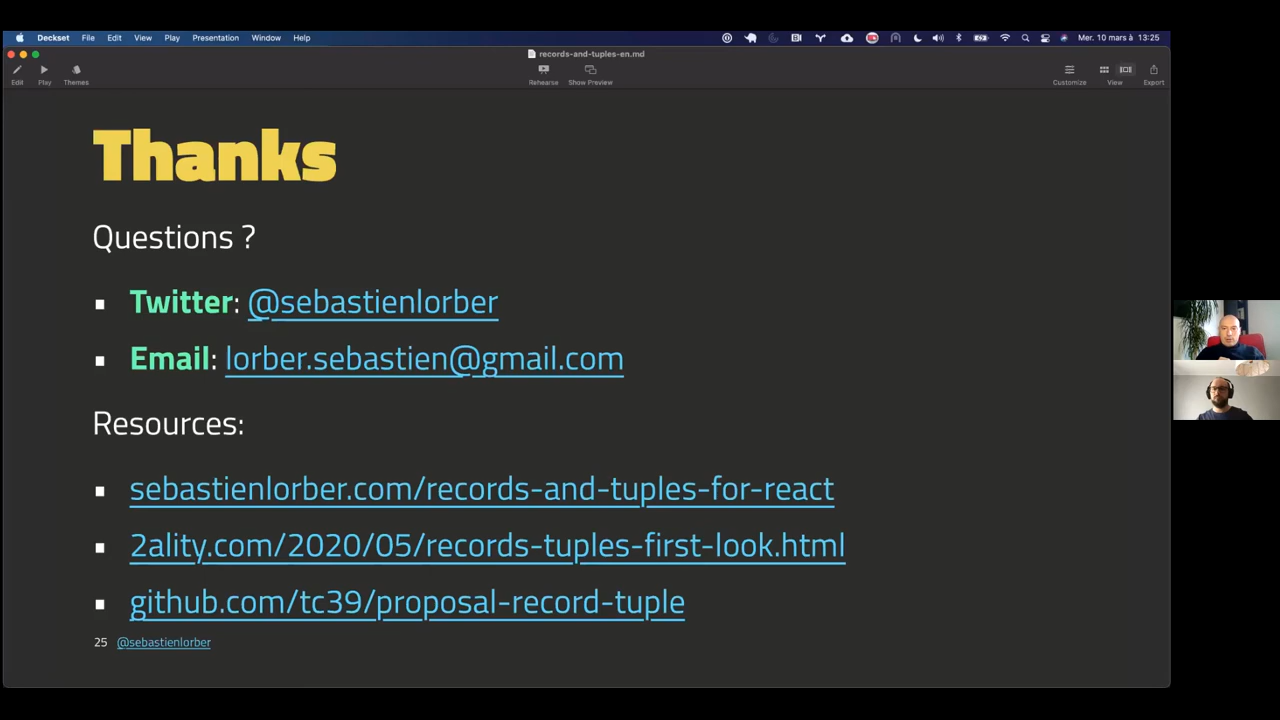 Deckset File Edit View Play Presentation Window Help Mer. 10 mars à 13:25
records-and-tuples-en.md
Edit Play Themes Rehearse Show Preview Customize View Export
Thanks
Questions ?
Twitter: @sebastienlorber
Email: lorber.sebastien@gmail.com
Resources:
sebastienlorber.com/records-and-tuples-for-react
2ality.com/2020/05/records-tuples-first-look.html
github.com/tc39/proposal-record-tuple
25 @sebastienlorber